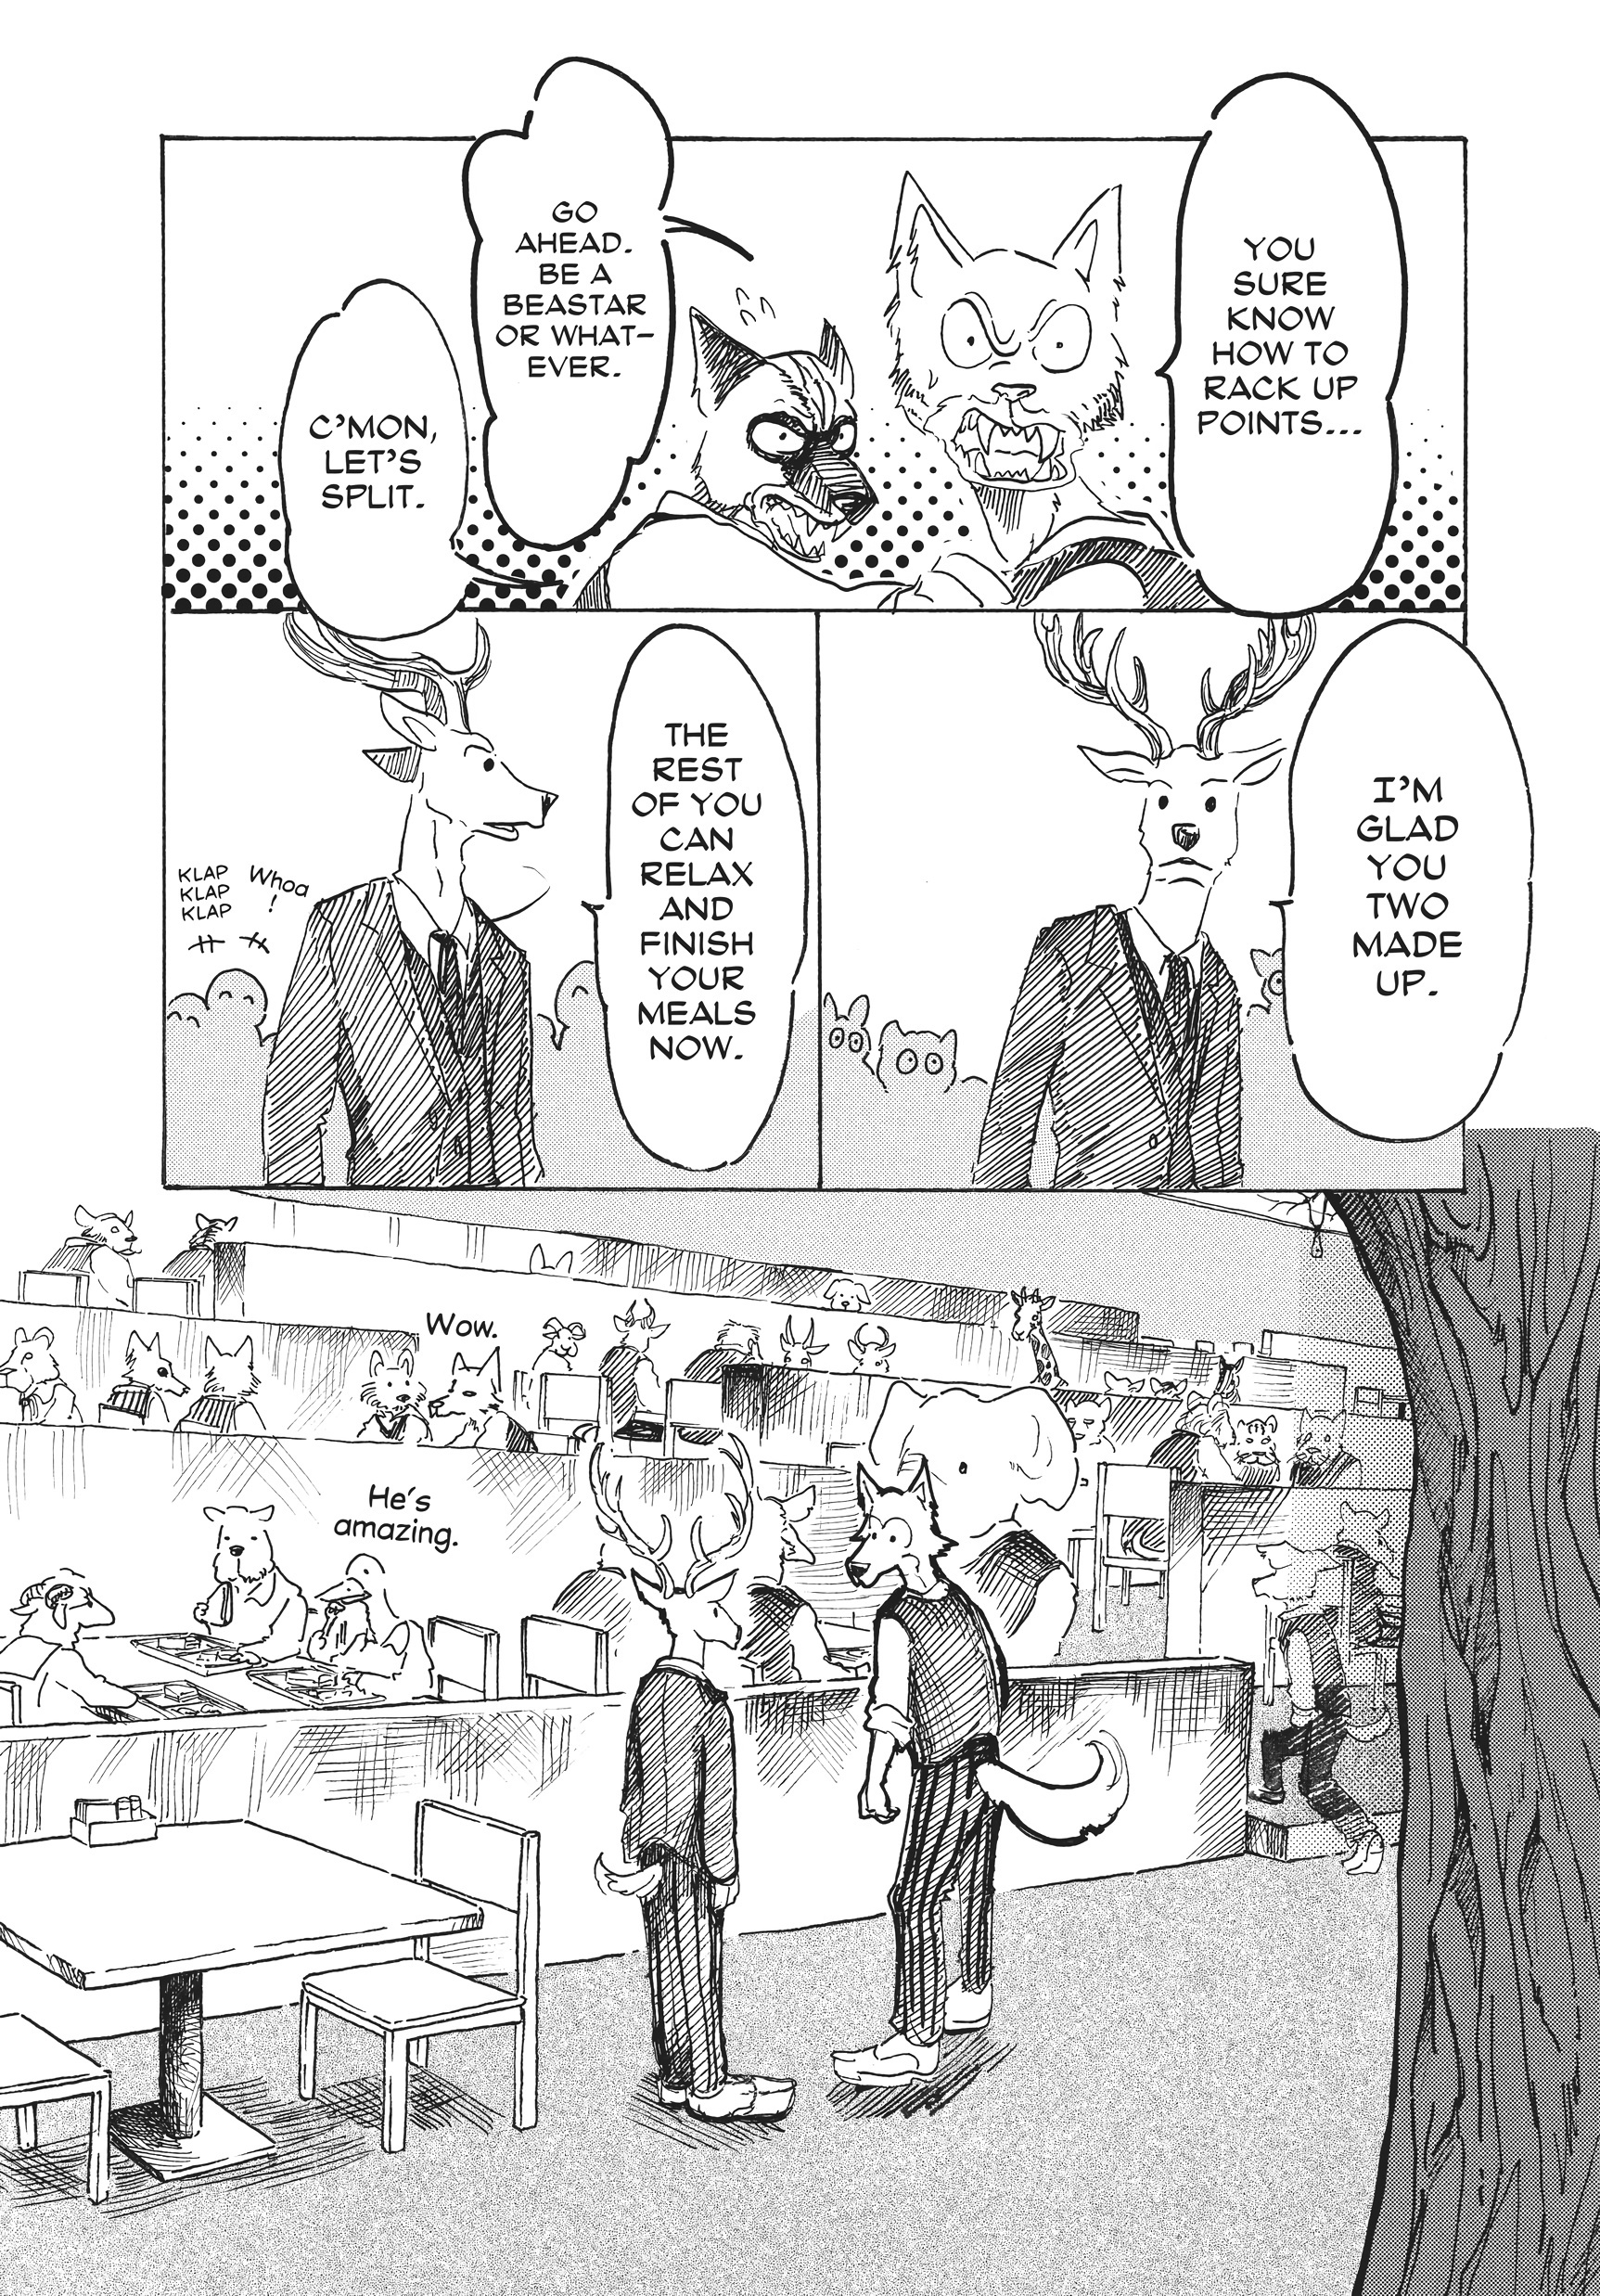 YOU
SURE
KNOW
HOW TO
RACK UP
POINTS...
GO
AHEAD.
BE A
BEASTAR
OR WHAT-
EVER.
C'MON,
LET'S
SPLIT.
I'M
GLAD
YOU
TWO
MADE
UP.
THE
REST
OF YOU
CAN
RELAX
AND
FINISH
YOUR
MEALS
NOW.
Whoa
!
KLAP
KLAP
KLAP
Wow.
He's
amazing.